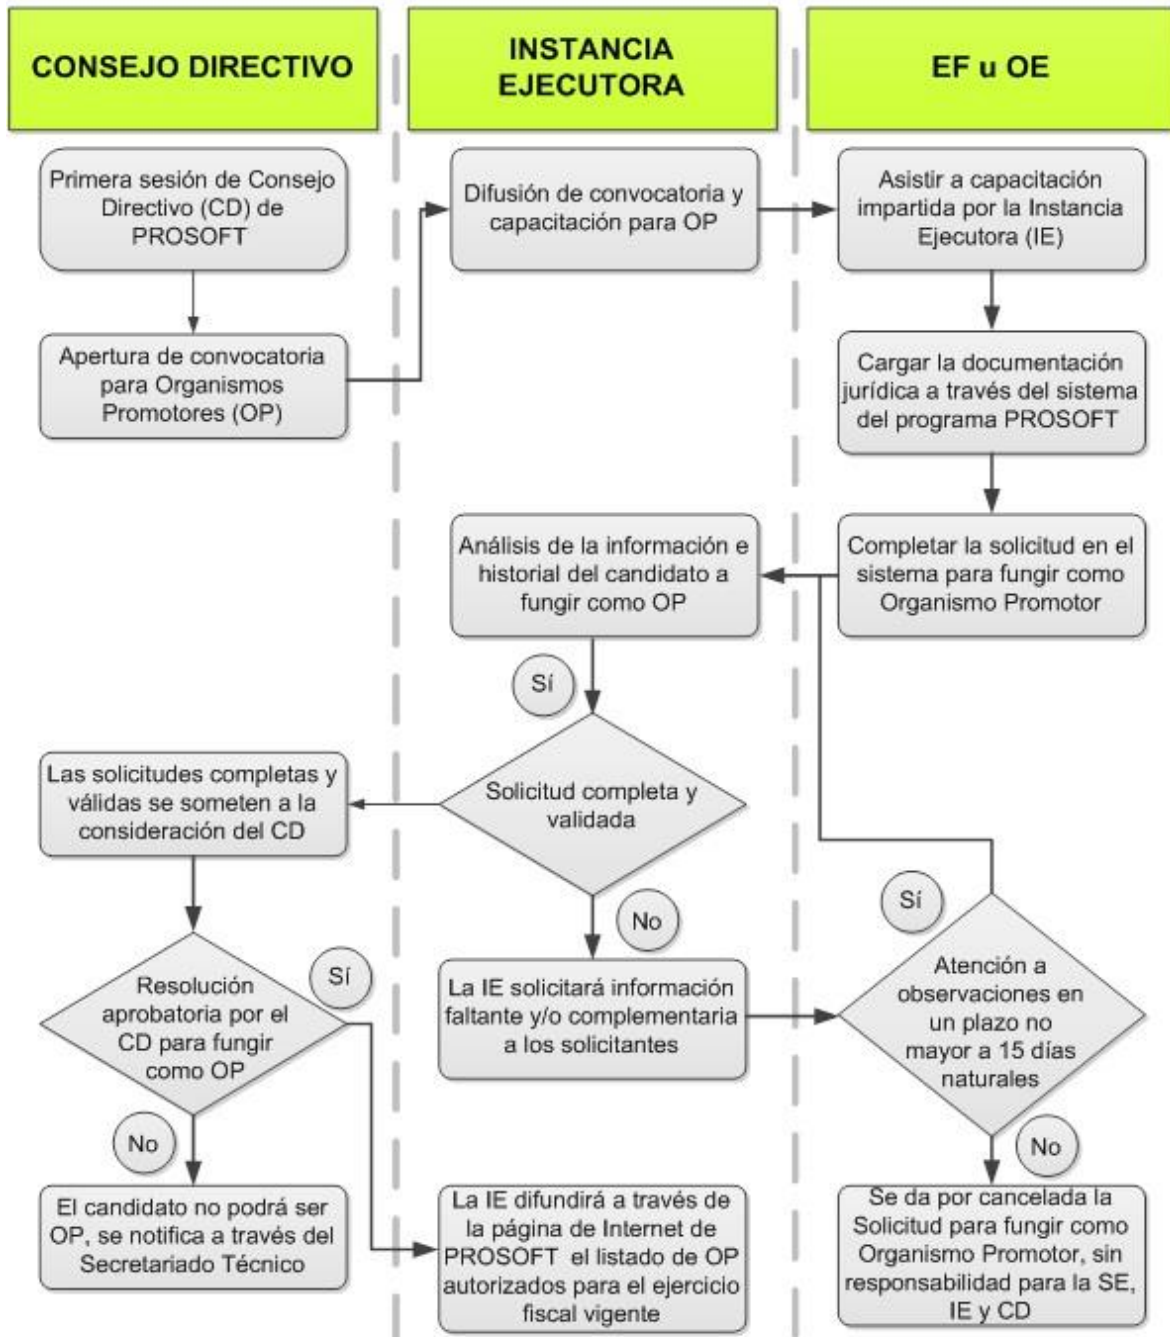 CONSEJO DIRECTIVO
INSTANCIA
EJECUTORA
EF u OE
Primera sesión de Consejo
Directivo (CD) de
PROSOFT
Difusión de convocatoria y
capacitación para OP
Asistir a capacitación
impartida por la Instancia
Ejecutora (IE)
Apertura de convocatoria
para Organismos
Promotores (OP)
Cargar la documentación
jurídica a través del sistema
del programa PROSOFT
Análisis de la información e
historial del candidato a
fungir como OP
Completar la solicitud en el
sistema para fungir como
Organismo Promotor
Sí
Las solicitudes completas y
válidas se someten a la
consideración del CD
Solicitud completa y
validada
Sí
No
Resolución
aprobatoria por el
CD para fungir
como OP
Sí
La IE solicitará información
faltante y/o complementaria
a los solicitantes
Atención a
observaciones en
un plazo no
mayor a 15 días
naturales
No
No
El candidato no podrá ser
OP, se notifica a través del
Secretariado Técnico
La IE difundirá a través de
la página de Internet de
PROSOFT el listado de OP
autorizados para el ejercicio
fiscal vigente
Se da por cancelada la
Solicitud para fungir como
Organismo Promotor, sin
responsabilidad para la SE,
IE y CD